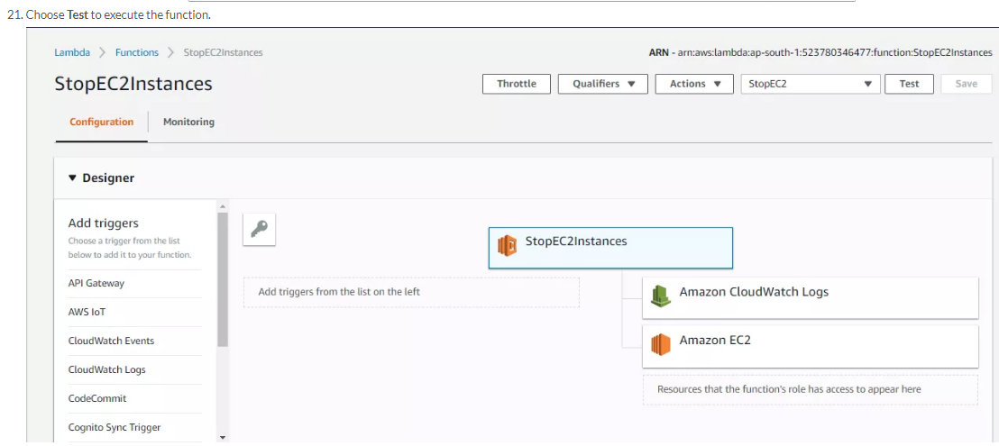 21. Choose Test to execute the function.
Lambda > Functions > StopEC2Instances
ARN - arn:aws:lambda:ap-south-1:523780346477:function:StopEC2Instances
StopEC2Instances
Throttle
Qualifiers
Actions
StopEC2
Test
Save
Configuration
Monitoring
Designer
Add triggers
Choose a trigger from the list
below to add it to your function.
API Gateway
AWS IoT
CloudWatch Events
CloudWatch Logs
CodeCommit
Cognito Sync Trigger
StopEC2Instances
Add triggers from the list on the left
Amazon CloudWatch Logs
Amazon EC2
Resources that the function's role has access to appear here